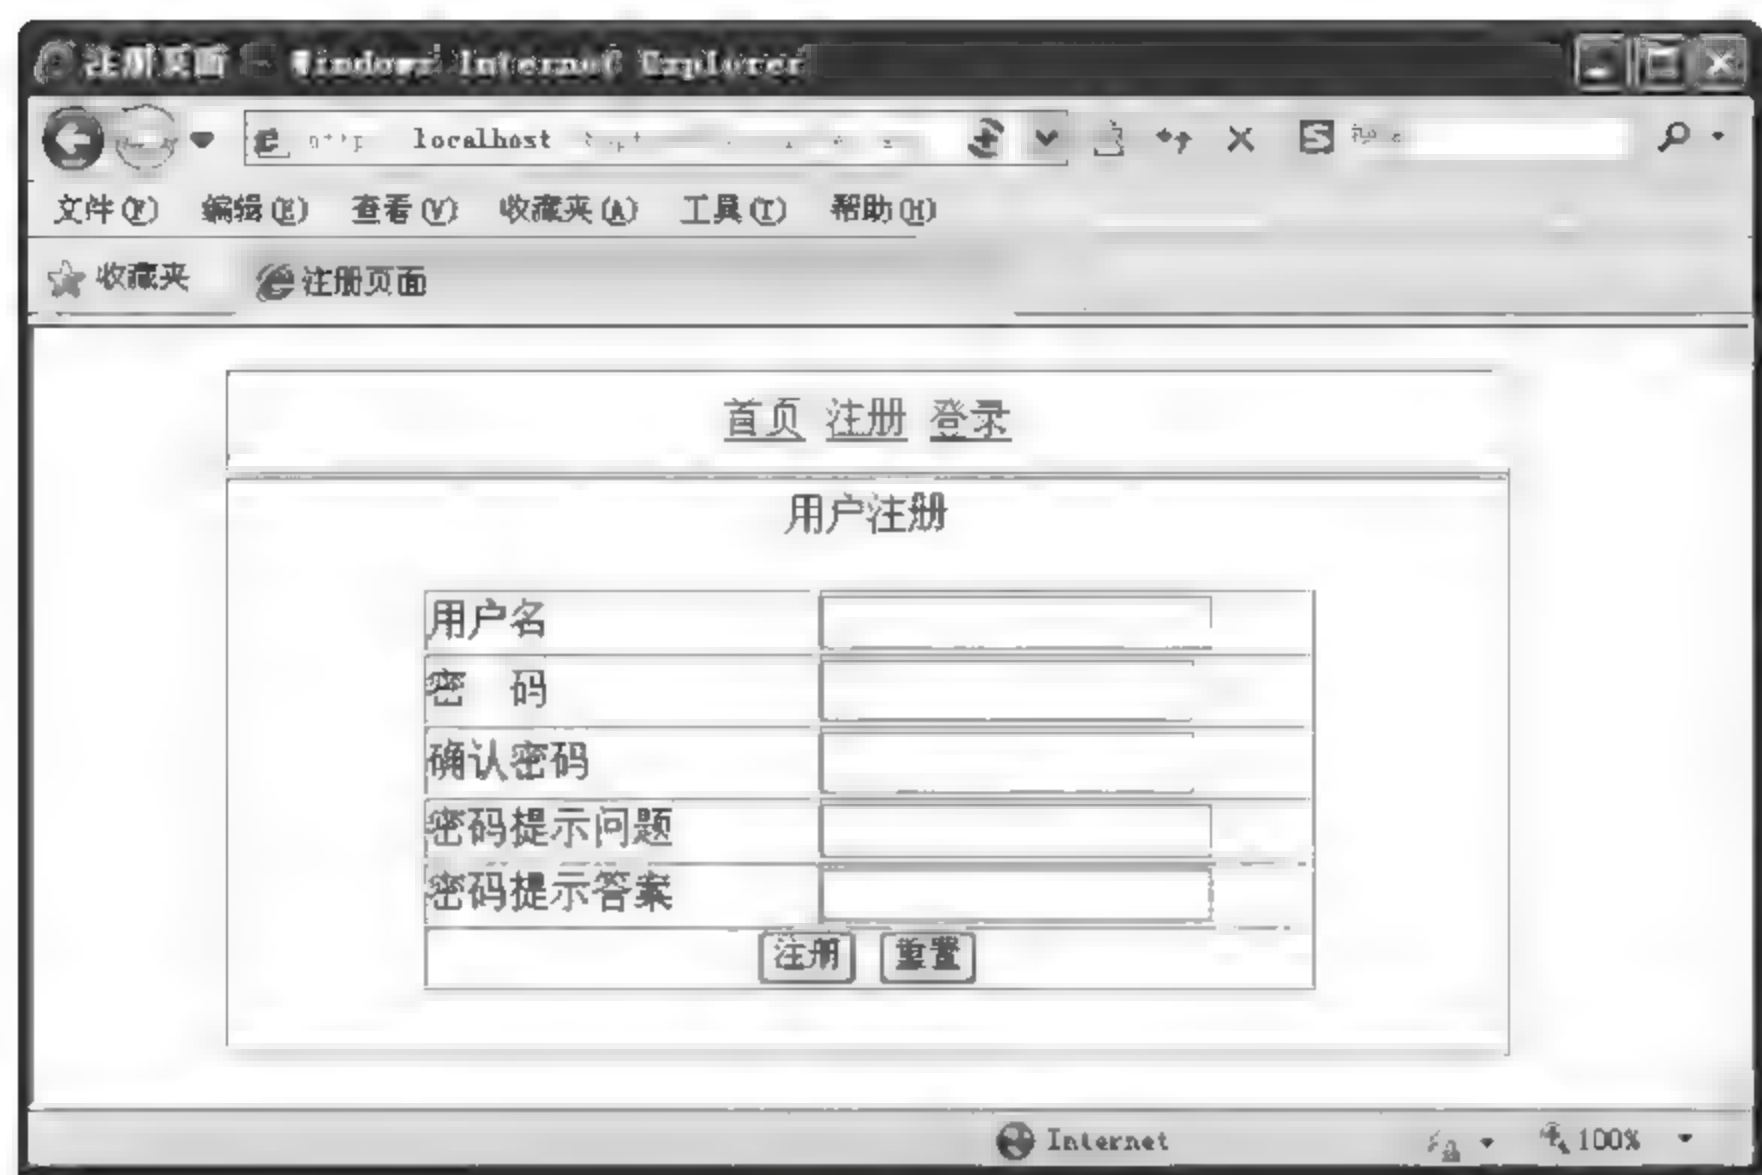 注册页面 - Windows Internet Explorer
localhost
文件(F) 编辑(E) 查看(V) 收藏夹(A) 工具(T) 帮助(H)
收藏夹 注册页面
首页 注册 登录
用户注册
用户名
密 码
确认密码
密码提示问题
密码提示答案
注册 重置
Internet 100%